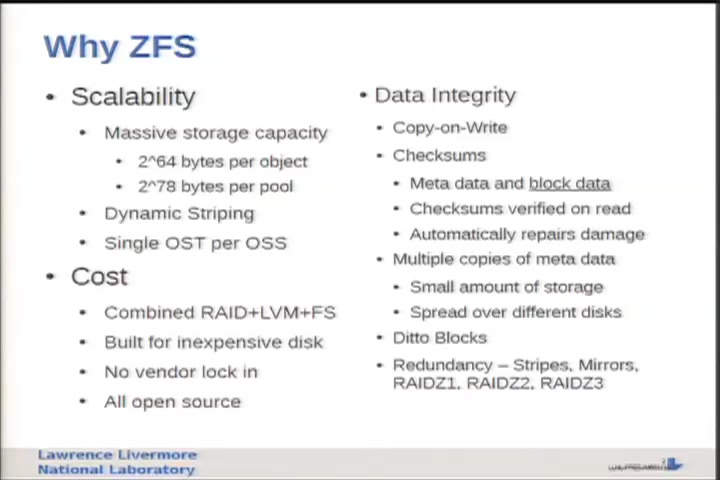 Why ZFS
• Scalability
• Massive storage capacity
• 2^64 bytes per object
• 2^78 bytes per pool
• Dynamic Striping
• Single OST per OSS
• Cost
• Combined RAID+LVM+FS
• Built for inexpensive disk
• No vendor lock in
• All open source
• Data Integrity
• Copy-on-Write
• Checksums
• Meta data and block data
• Checksums verified on read
• Automatically repairs damage
• Multiple copies of meta data
• Small amount of storage
• Spread over different disks
• Ditto Blocks
• Redundancy – Stripes, Mirrors,
RAIDZ1, RAIDZ2, RAIDZ3
Lawrence Livermore
National Laboratory